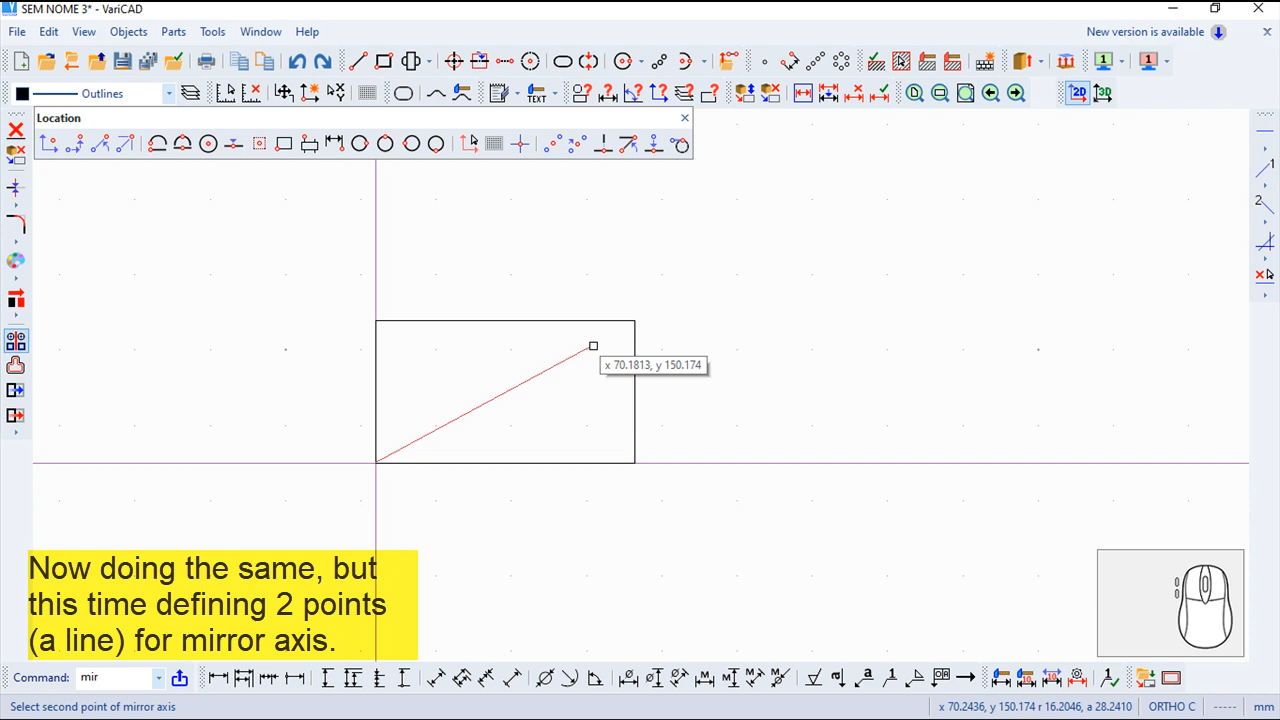 SEM NOME 3* - VariCAD
File Edit View Objects Parts Tools Window Help
New version is available
Outlines
TEXT
2D 3D
Location
x 70.1813, y 150.174
Now doing the same, but
this time defining 2 points
(a line) for mirror axis.
Command: mir
Select second point of mirror axis
x 70.2436, y 150.174 r 16.2046, a 28.2410 ORTHO C ----- mm